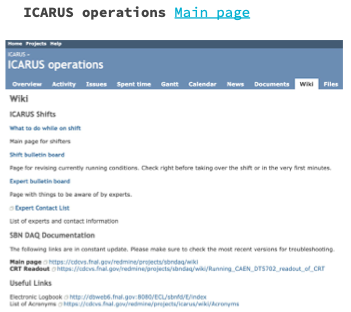 ICARUS operations Main page
Home Projects Help
ICARUS »
ICARUS operations
Overview Activity Issues Spent time Gantt Calendar News Documents Wiki Files
Wiki
ICARUS Shifts
What to do while on shift
Main page for shifters
Shift bulletin board
Page for revising currently running conditions. Check right before taking over the shift or in the very first minutes.
Expert bulletin board
Page with things to be aware of by experts.
Expert Contact List
List of experts and contact information
SBN DAQ Documentation
The following links are in constant update. Please make sure to check the most recent versions for troubleshooting.
Main page https://cdcvs.fnal.gov/redmine/projects/sbndaq/wiki
CRT Readout https://cdcvs.fnal.gov/redmine/projects/sbndaq/wiki/Running_CAEN_DT5702_readout_of_CRT
Useful Links
Electronic Logbook http://dbweb6.fnal.gov:8080/ECL/sbnfd/E/index
List of Acronyms https://cdcvs.fnal.gov/redmine/projects/icarus/wiki/Acronyms